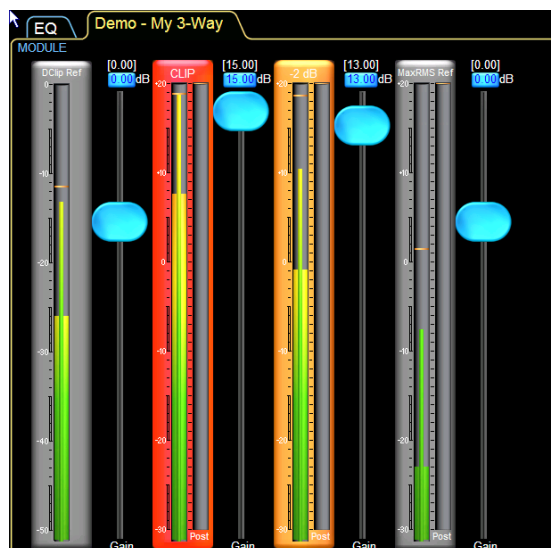 EQ
Demo - My 3-Way
MODULE
DClip Ref
[0.00]
0.00 dB
CLIP
[15.00]
15.00 dB
-2 dB
[13.00]
13.00 dB
MaxRMS Ref
[0.00]
0.00 dB
0 +20 +20 +20
-10 +10 +10 +10
-20 0 0 0
-30 -10 -10 -10
-40 -20 -20 -20
-50 -30 -30 -30
Post Post Post
Gain Gain Gain Gain